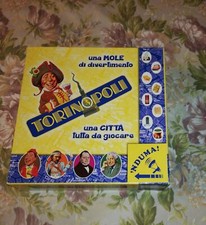 una MOLE
di divertimento
TORINOPOLI
una CITTÀ
tutta da giocare
'NDUMA!